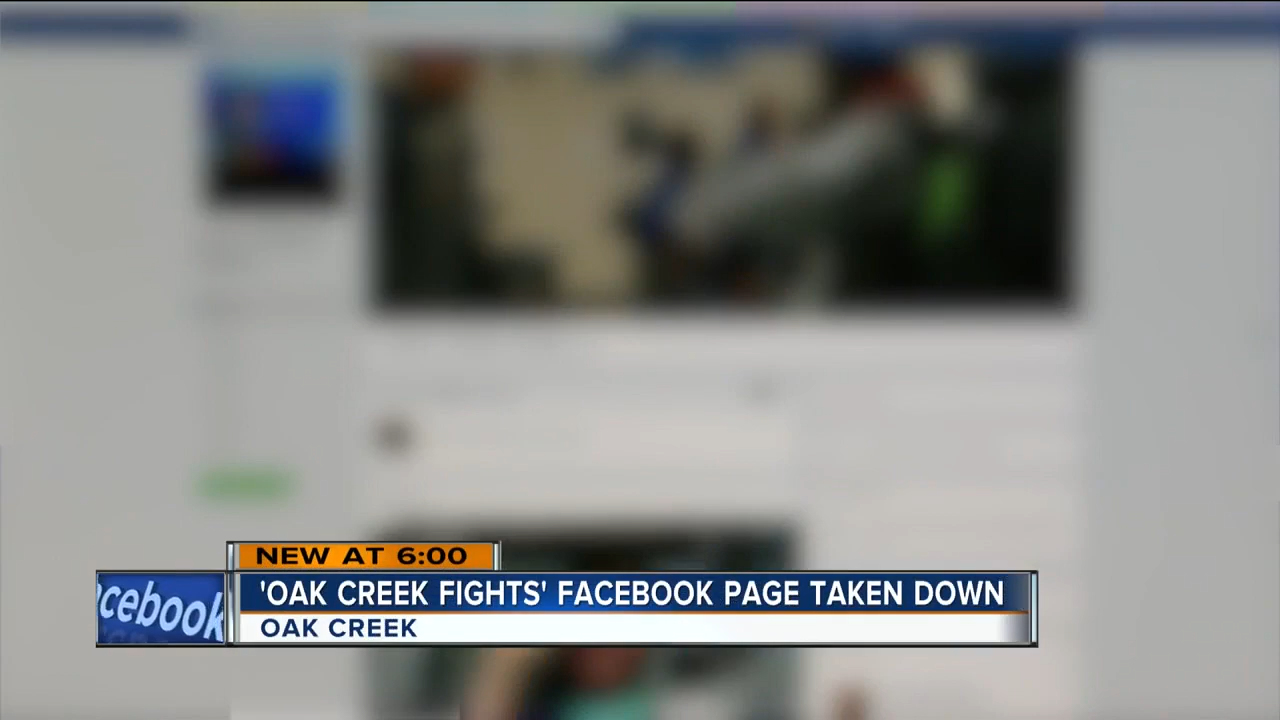 NEW AT 6:00
cebook
'OAK CREEK FIGHTS' FACEBOOK PAGE TAKEN DOWN
OAK CREEK